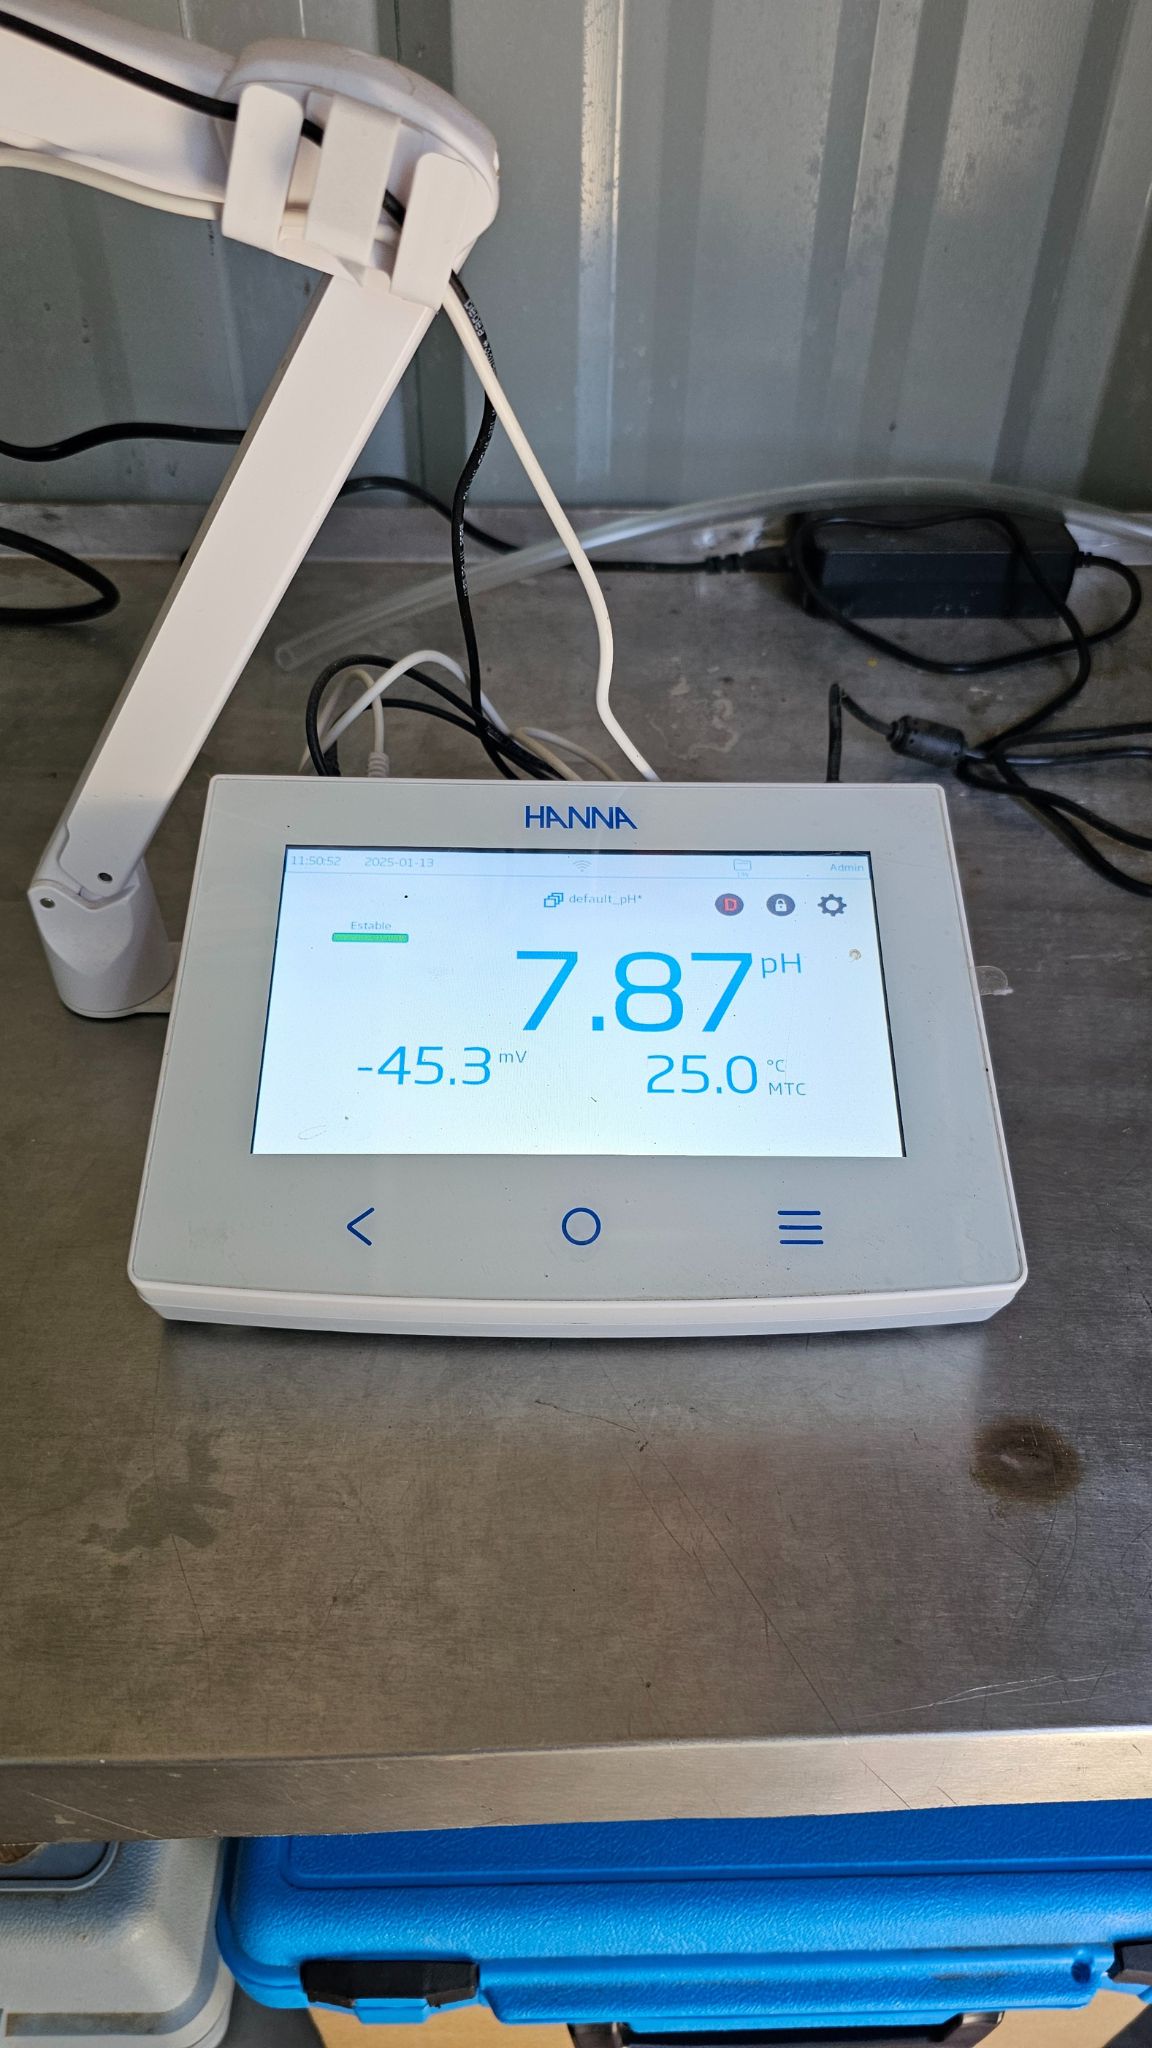 HANNA
11:50:52 2025-01-13 Admin
default_pH*
Estable
7.87 pH
-45.3 mV 25.0 °C
MTC